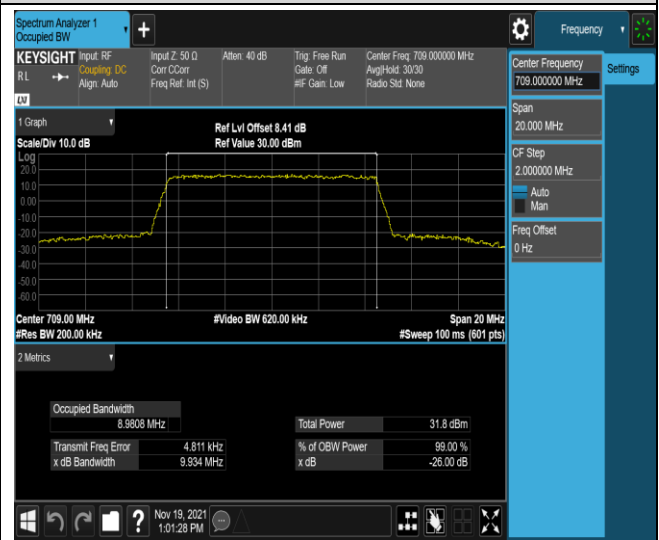 Spectrum Analyzer 1
Occupied BW
Frequency
KEYSIGHT
R L
LXI
Input: RF
Coupling: DC
Align: Auto
Input Z: 50 Ω
Corr CCorr
Freq Ref: Int (S)
Atten: 40 dB
Trig: Free Run
Gate: Off
#IF Gain: Low
Center Freq: 709.000000 MHz
Avg|Hold: 30/30
Radio Std: None
Center Frequency
709.000000 MHz
Settings
Span
20.000 MHz
CF Step
2.000000 MHz
Auto
Man
Freq Offset
0 Hz
1 Graph
Scale/Div 10.0 dB
Ref Lvl Offset 8.41 dB
Ref Value 30.00 dBm
Log
20.0
10.0
0.00
-10.0
-20.0
-30.0
-40.0
-50.0
-60.0
Center 709.00 MHz
#Video BW 620.00 kHz
Span 20 MHz
#Res BW 200.00 kHz
#Sweep 100 ms (601 pts)
2 Metrics
Occupied Bandwidth
8.9808 MHz
Total Power 31.8 dBm
Transmit Freq Error 4.811 kHz
% of OBW Power 99.00 %
x dB Bandwidth 9.934 MHz
x dB -26.00 dB
?
Nov 19, 2021
1:01:28 PM